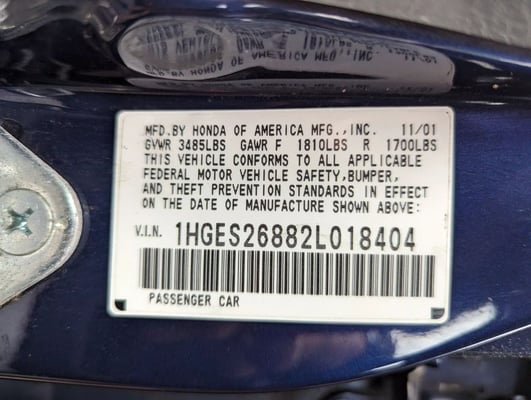 MFD.BY HONDA OF AMERICA MFG.,INC. 11/01
GVWR 3485LBS GAWR F 1810LBS R 1700LBS
THIS VEHICLE CONFORMS TO ALL APPLICABLE
FEDERAL MOTOR VEHICLE SAFETY,BUMPER,
AND THEFT PREVENTION STANDARDS IN EFFECT
ON THE DATE OF MANUFACTURE SHOWN ABOVE:
V.I.N. 1HGES26882L018404
PASSENGER CAR